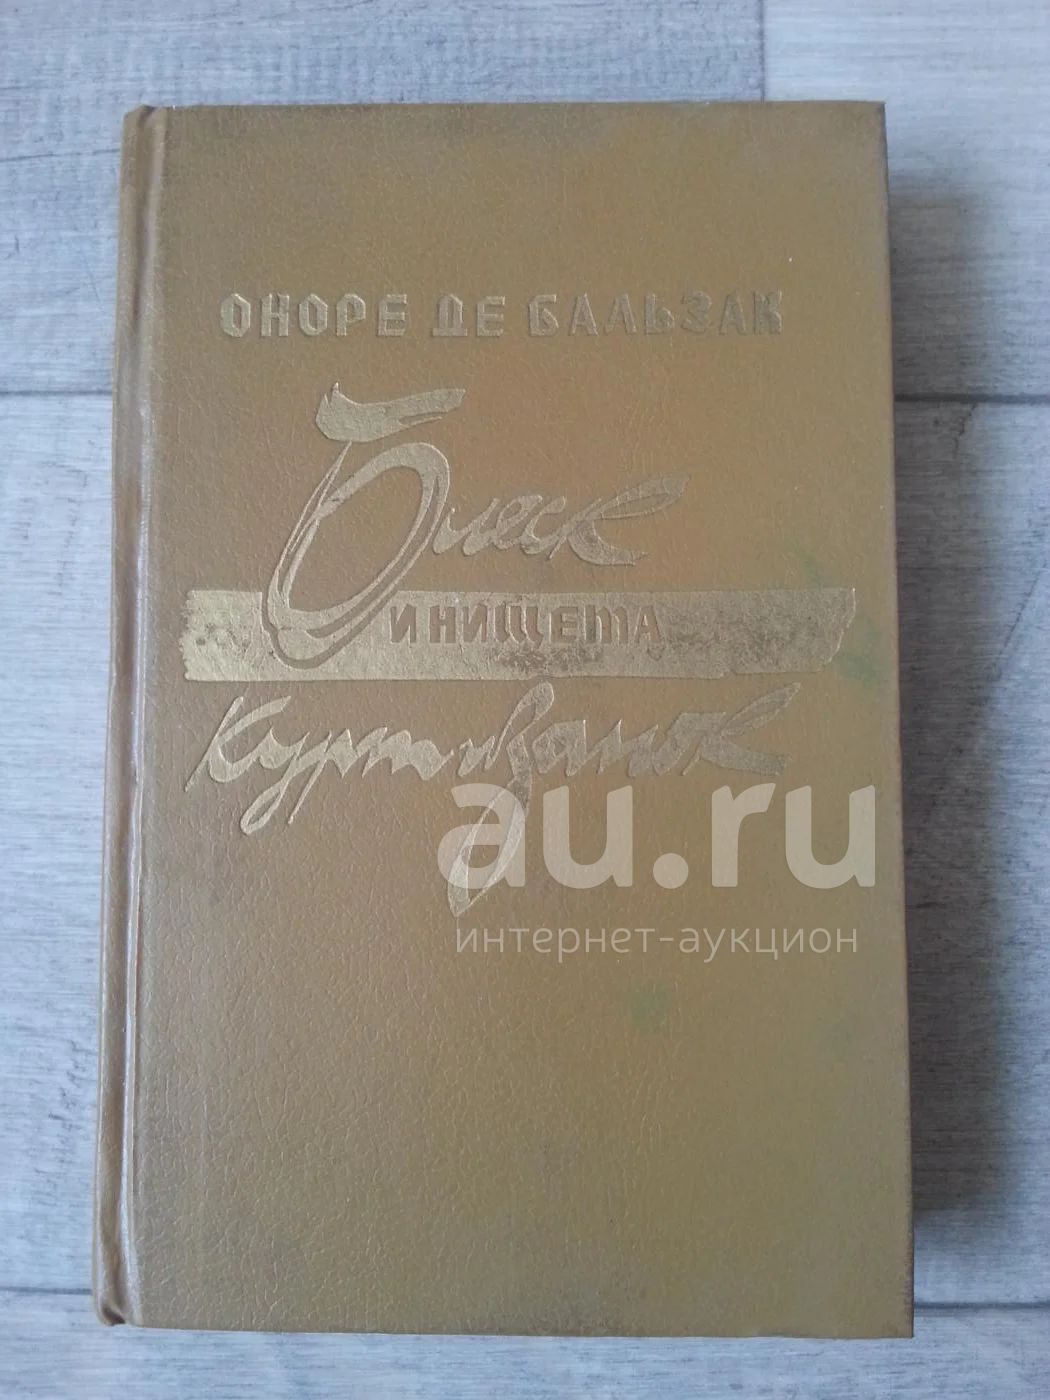 ОНОРЕ ДЕ БАЛЬЗАК
Блеск
И НИЩЕТА
Куртизанок
au.ru
интернет-аукцион